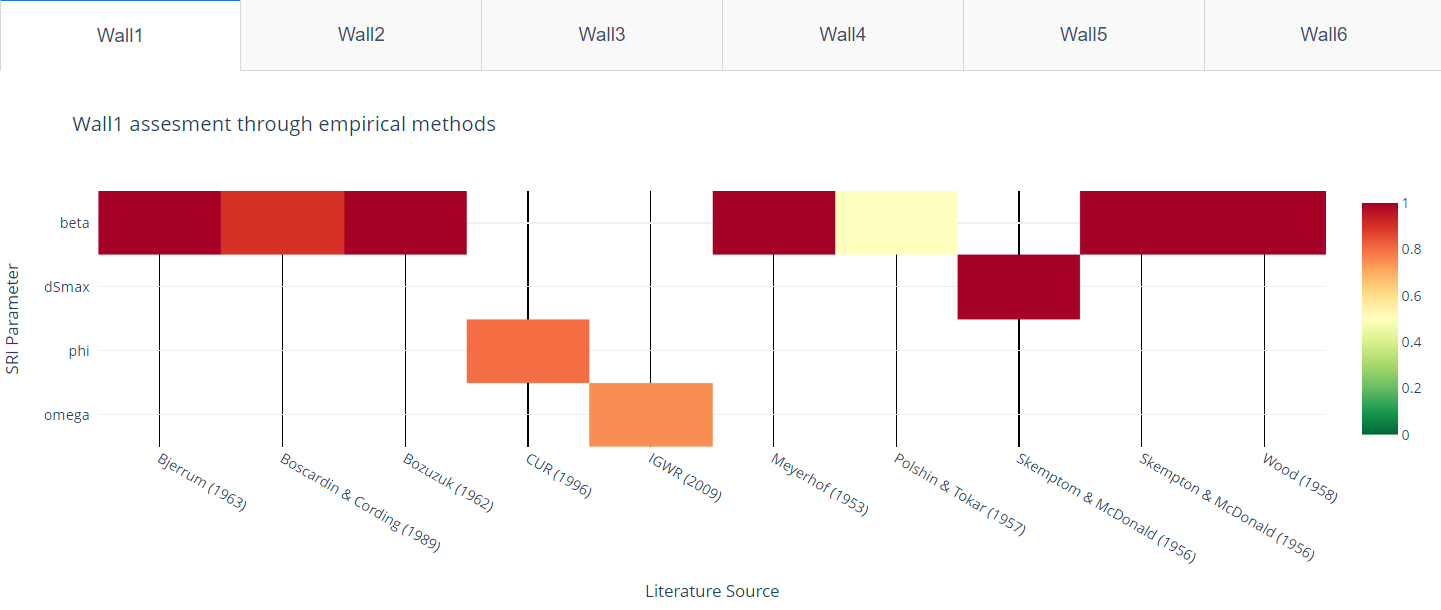 Wall1
Wall2
Wall3
Wall4
Wall5
Wall6
Wall1 assesment through empirical methods
SRI Parameter
beta
dSmax
phi
omega
1
0.8
0.6
0.4
0.2
0
Bjerrum (1963)
Boscardin & Cording (1989)
Bozuzuk (1962)
CUR (1996)
IGWR (2009)
Meyerhof (1953)
Polshin & Tokar (1957)
Skemptom & McDonald (1956)
Skempton & McDonald (1956)
Wood (1958)
Literature Source